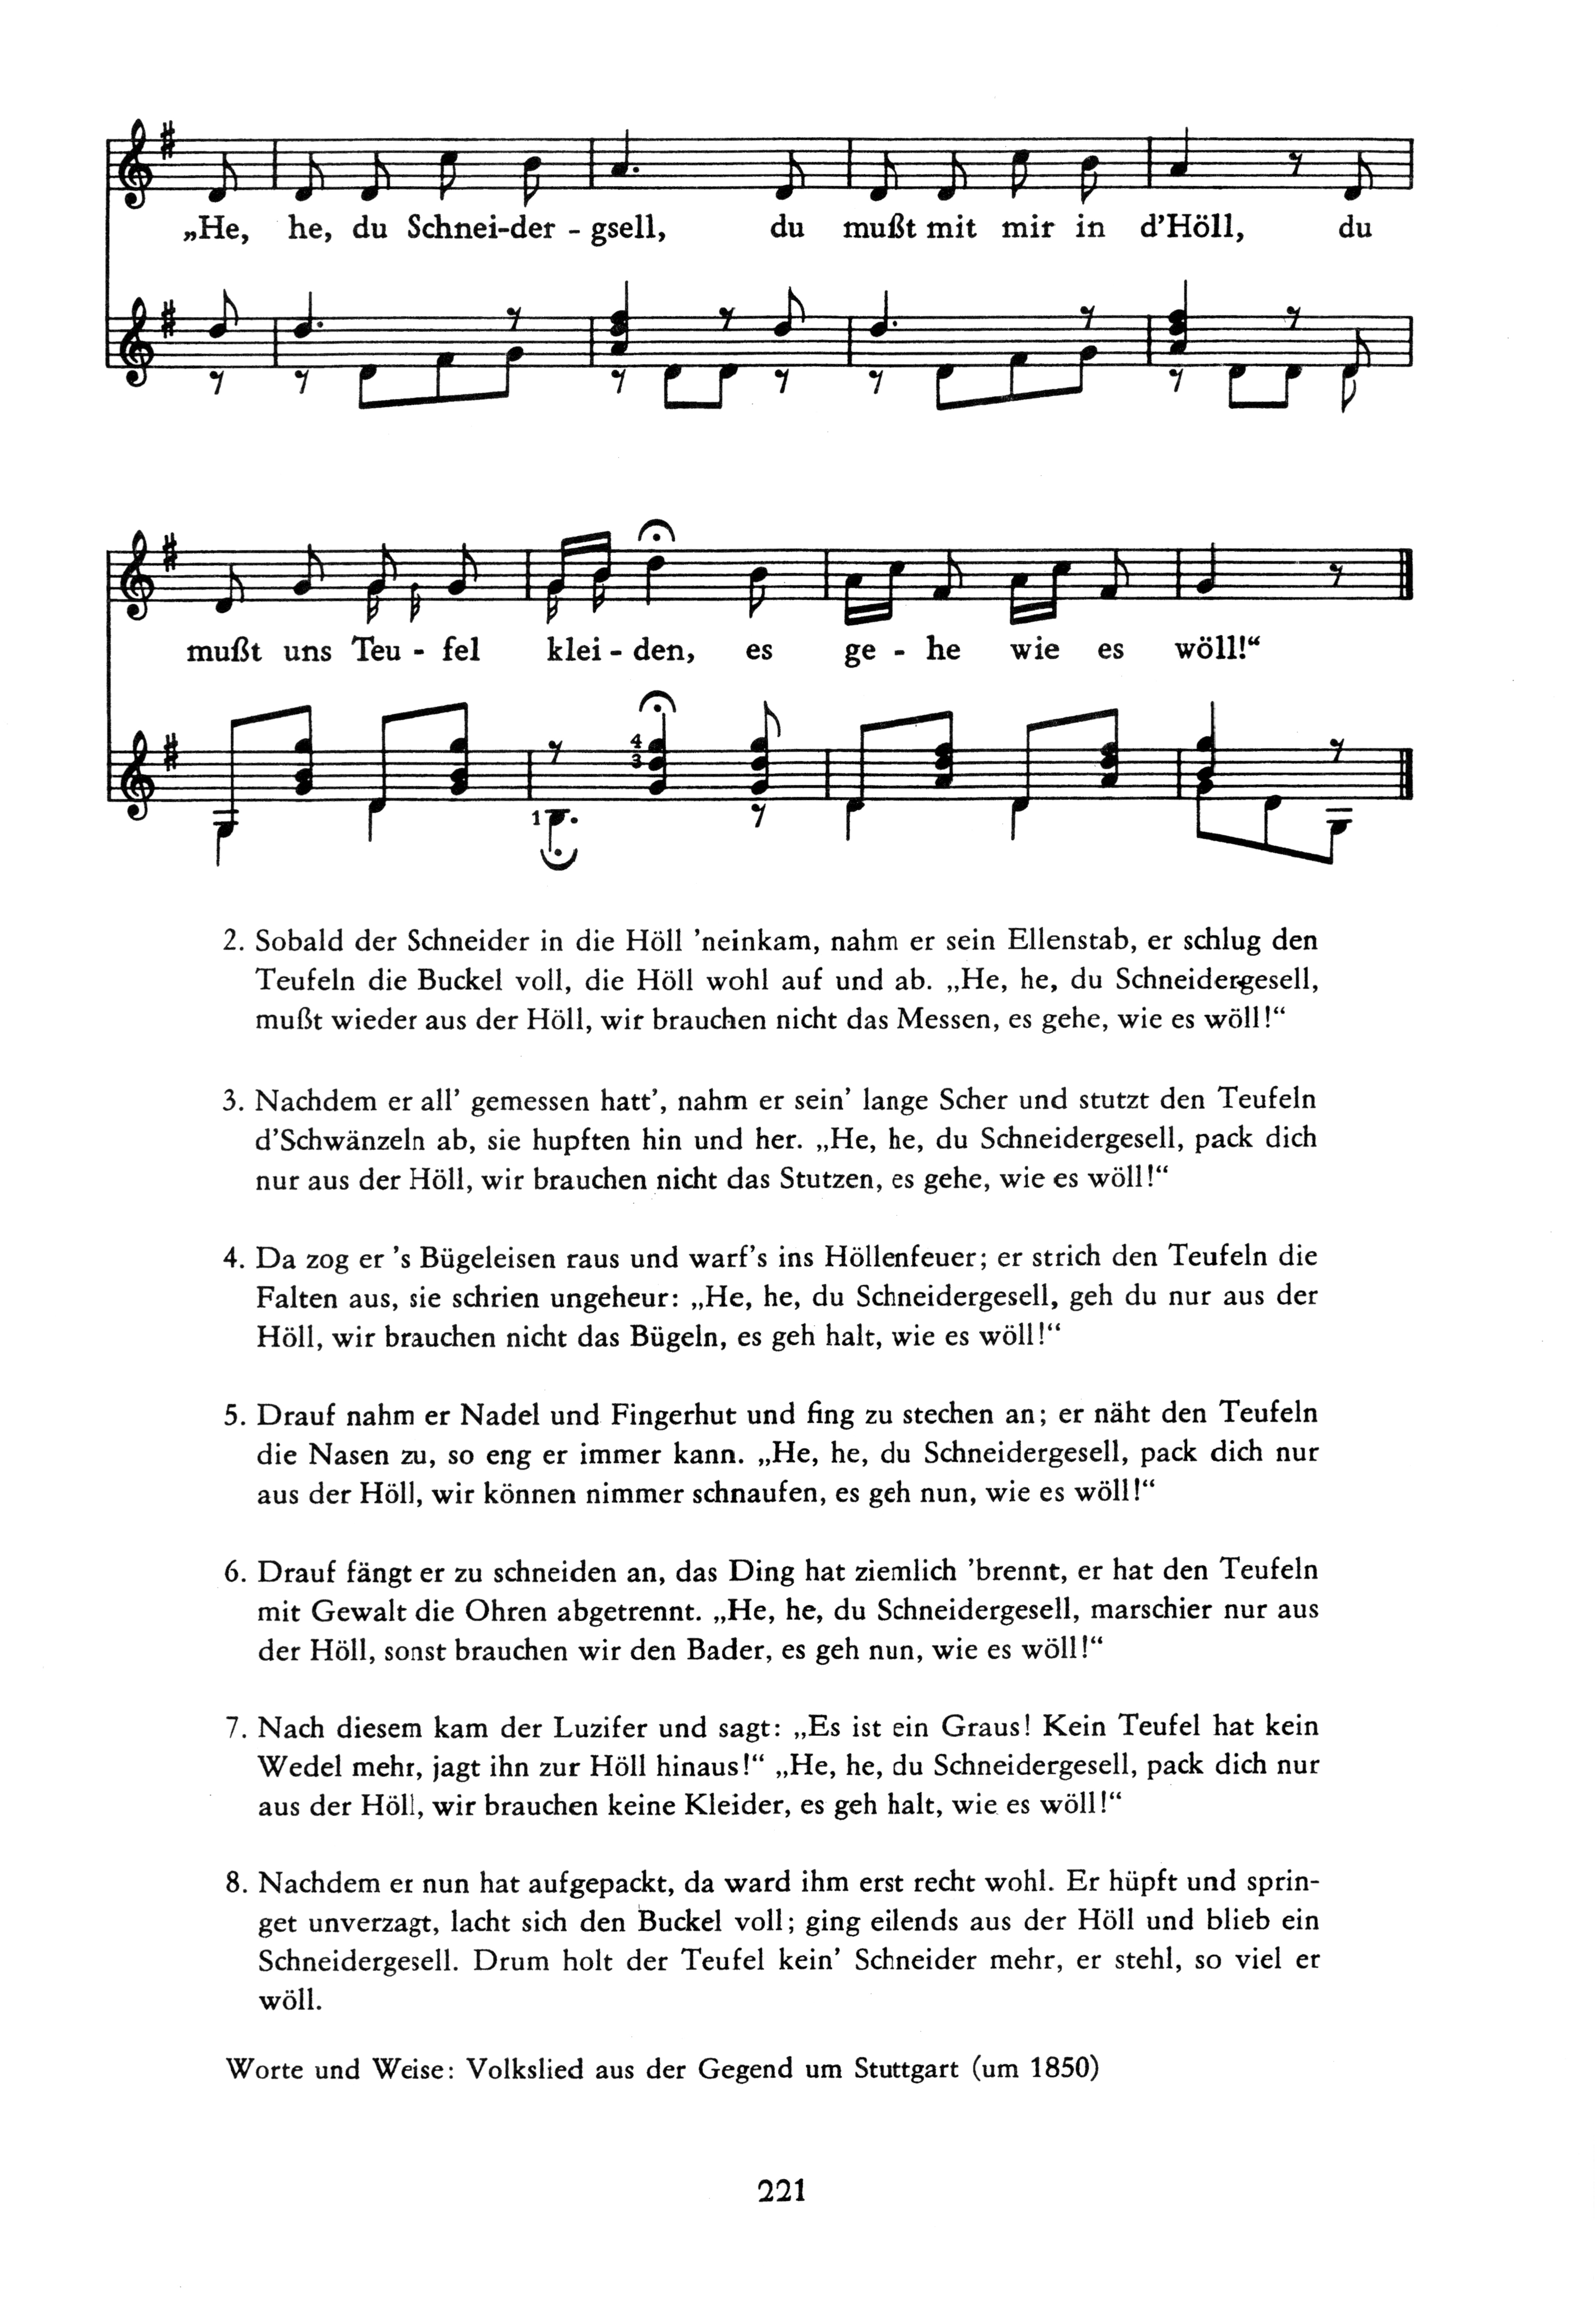 „He, he, du Schnei-der - gsell, du mußt mit mir in d'Höll, du
mußt uns Teu - fel klei - den, es ge - he wie es wöll!“
4
3
1
2. Sobald der Schneider in die Höll ’neinkam, nahm er sein Ellenstab, er schlug den
Teufeln die Buckel voll, die Höll wohl auf und ab. „He, he, du Schneidergesell,
mußt wieder aus der Höll, wir brauchen nicht das Messen, es gehe, wie es wöll!“
3. Nachdem er all’ gemessen hatt’, nahm er sein’ lange Scher und stutzt den Teufeln
d’Schwänzeln ab, sie hupften hin und her. „He, he, du Schneidergesell, pack dich
nur aus der Höll, wir brauchen nicht das Stutzen, es gehe, wie es wöll!“
4. Da zog er ’s Bügeleisen raus und warf’s ins Höllenfeuer; er strich den Teufeln die
Falten aus, sie schrien ungeheur: „He, he, du Schneidergesell, geh du nur aus der
Höll, wir brauchen nicht das Bügeln, es geh halt, wie es wöll!“
5. Drauf nahm er Nadel und Fingerhut und fing zu stechen an; er näht den Teufeln
die Nasen zu, so eng er immer kann. „He, he, du Schneidergesell, pack dich nur
aus der Höll, wir können nimmer schnaufen, es geh nun, wie es wöll!“
6. Drauf fängt er zu schneiden an, das Ding hat ziemlich ’brennt, er hat den Teufeln
mit Gewalt die Ohren abgetrennt. „He, he, du Schneidergesell, marschier nur aus
der Höll, sonst brauchen wir den Bader, es geh nun, wie es wöll!“
7. Nach diesem kam der Luzifer und sagt: „Es ist ein Graus! Kein Teufel hat kein
Wedel mehr, jagt ihn zur Höll hinaus!“ „He, he, du Schneidergesell, pack dich nur
aus der Höll, wir brauchen keine Kleider, es geh halt, wie es wöll!“
8. Nachdem er nun hat aufgepackt, da ward ihm erst recht wohl. Er hüpft und sprin-
get unverzagt, lacht sich den Buckel voll; ging eilends aus der Höll und blieb ein
Schneidergesell. Drum holt der Teufel kein’ Schneider mehr, er stehl, so viel er
wöll.
Worte und Weise: Volkslied aus der Gegend um Stuttgart (um 1850)
221